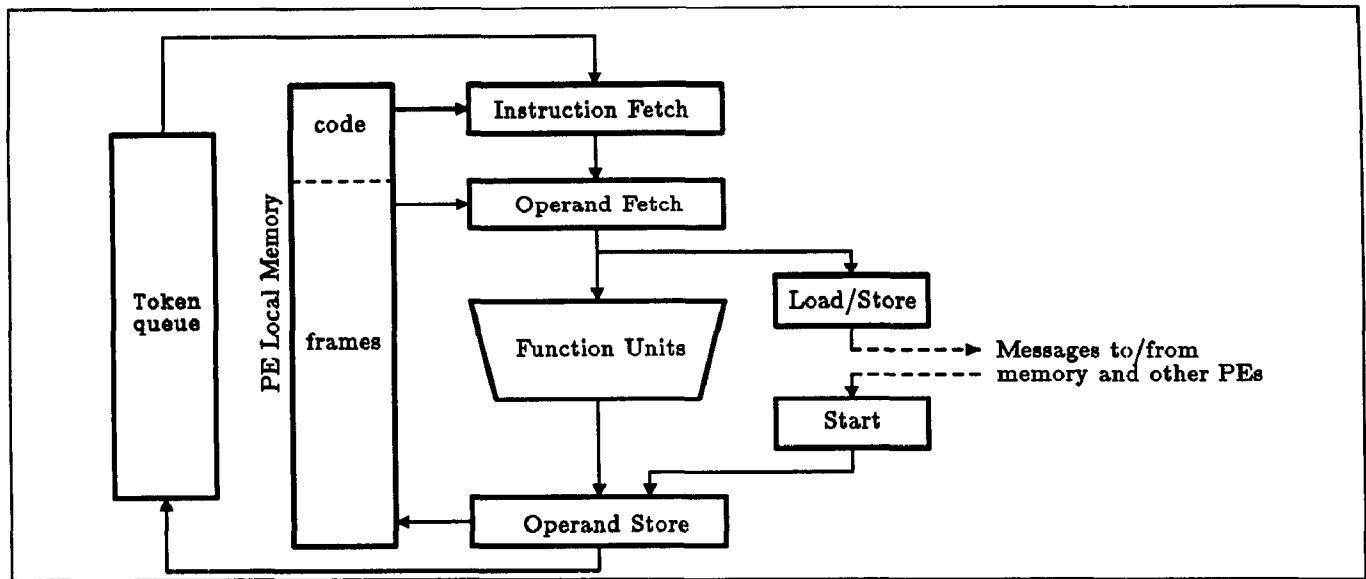 Instruction Fetch
code
Operand Fetch
PE Local Memory
Token
queue
frames
Load/Store
Function Units
Messages to/from
memory and other PEs
Start
Operand Store